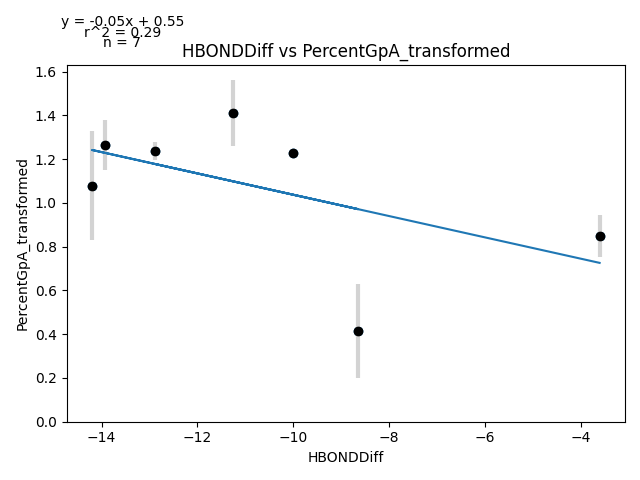 y = -0.05x + 0.55
r^2 = 0.29
n = 7
HBONDDiff vs PercentGpA_transformed
1.6
1.4
1.2
1.0
0.8
0.6
0.4
0.2
0.0
PercentGpA_transformed
−14 −12 −10 −8 −6 −4
HBONDDiff